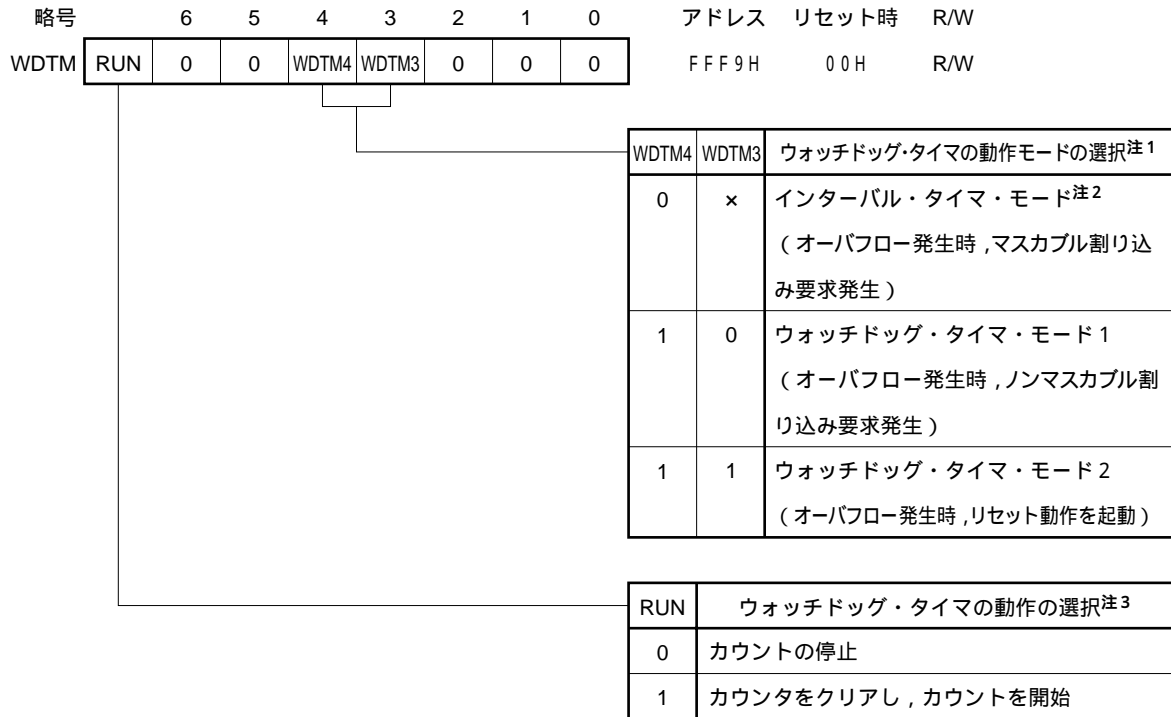 略号 6 5 4 3 2 1 0 アドレス リセット時 R/W
WDTM RUN 0 0 WDTM4 WDTM3 0 0 0 FFF9H 00H R/W
WDTM4 WDTM3 ウォッチドッグ・タイマの動作モードの選択注1
0 × インターバル・タイマ・モード注2
(オーバフロー発生時,マスカブル割り込
み要求発生)
1 0 ウォッチドッグ・タイマ・モード1
(オーバフロー発生時,ノンマスカブル割
り込み要求発生)
1 1 ウォッチドッグ・タイマ・モード2
(オーバフロー発生時,リセット動作を起動)
RUN ウォッチドッグ・タイマの動作の選択注3
0 カウントの停止
1 カウンタをクリアし,カウントを開始